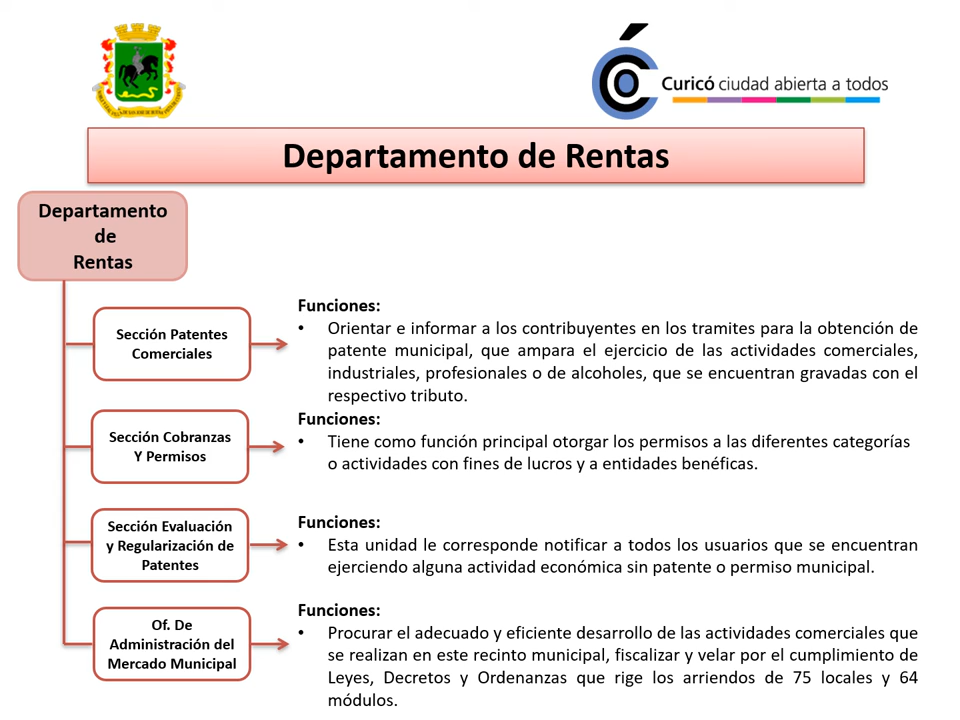 Curicó ciudad abierta a todos
Departamento de Rentas
Departamento
de
Rentas
Sección Patentes
Comerciales
Funciones:
• Orientar e informar a los contribuyentes en los tramites para la obtención de
patente municipal, que ampara el ejercicio de las actividades comerciales,
industriales, profesionales o de alcoholes, que se encuentran gravadas con el
respectivo tributo.
Sección Cobranzas
Y Permisos
Funciones:
• Tiene como función principal otorgar los permisos a las diferentes categorías
o actividades con fines de lucros y a entidades benéficas.
Sección Evaluación
y Regularización de
Patentes
Funciones:
• Esta unidad le corresponde notificar a todos los usuarios que se encuentran
ejerciendo alguna actividad económica sin patente o permiso municipal.
Of. De
Administración del
Mercado Municipal
Funciones:
• Procurar el adecuado y eficiente desarrollo de las actividades comerciales que
se realizan en este recinto municipal, fiscalizar y velar por el cumplimiento de
Leyes, Decretos y Ordenanzas que rige los arriendos de 75 locales y 64
módulos.